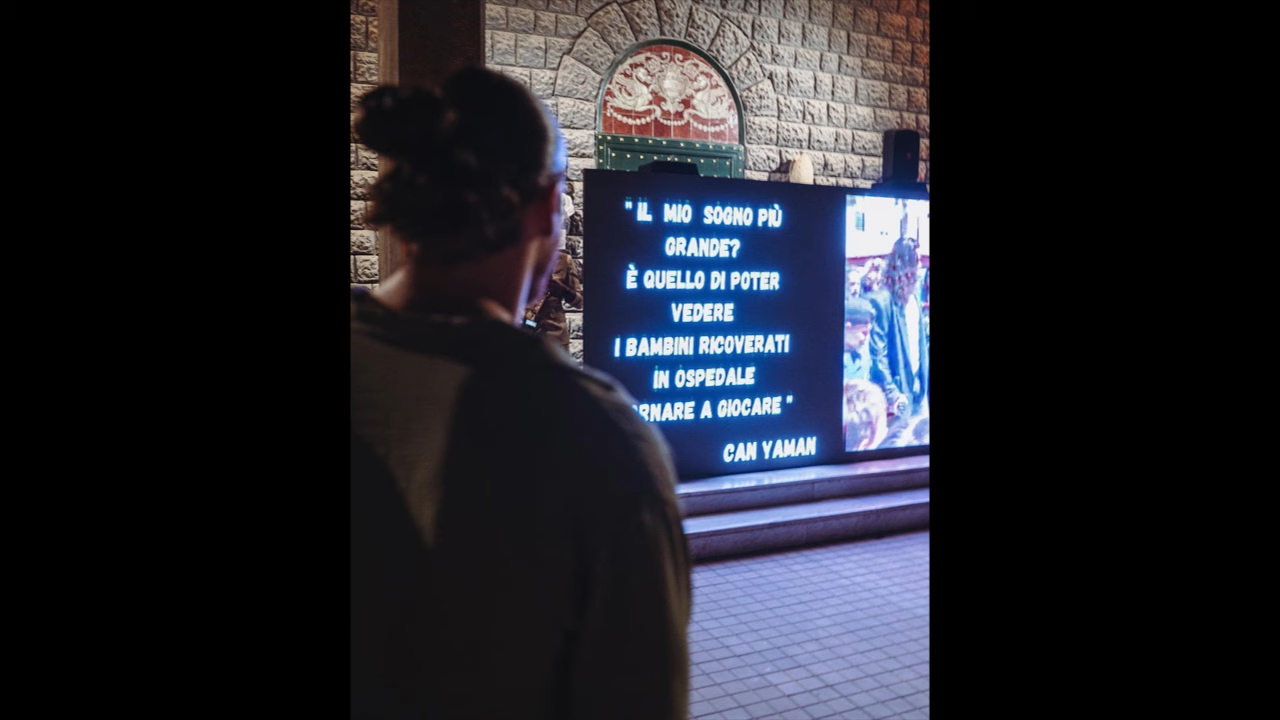 " IL MIO SOGNO PIÙ
GRANDE?
È QUELLO DI POTER
VEDERE
I BAMBINI RICOVERATI
IN OSPEDALE
A GIOCARE "
CAN YAMAN